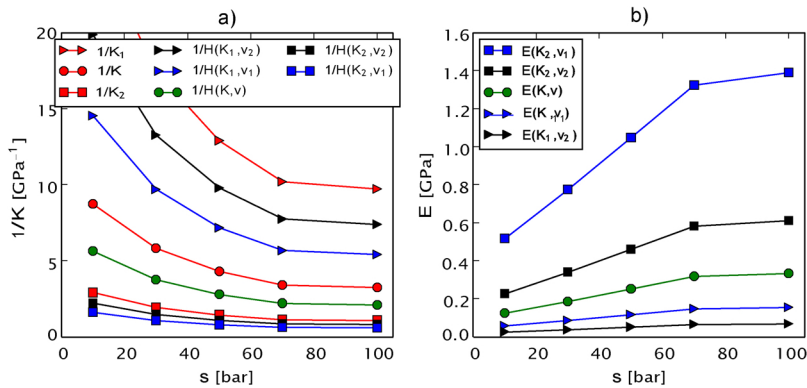 a)
20
15
10
5
0
1/K [GPa⁻¹]
1/K₁
1/K
1/K₂
1/H(K₁,v₂)
1/H(K₁,v₁)
1/H(K,v)
1/H(K₂,v₂)
1/H(K₂,v₁)
0 20 40 60 80 100
s [bar]
b)
1.6
1.4
1.2
1.0
0.8
0.6
0.4
0.2
0.0
E [GPa]
E(K₂,v₁)
E(K₂,v₂)
E(K,v)
E(K ,v₁)
E(K₁,v₂)
0 20 40 60 80 100
s [bar]